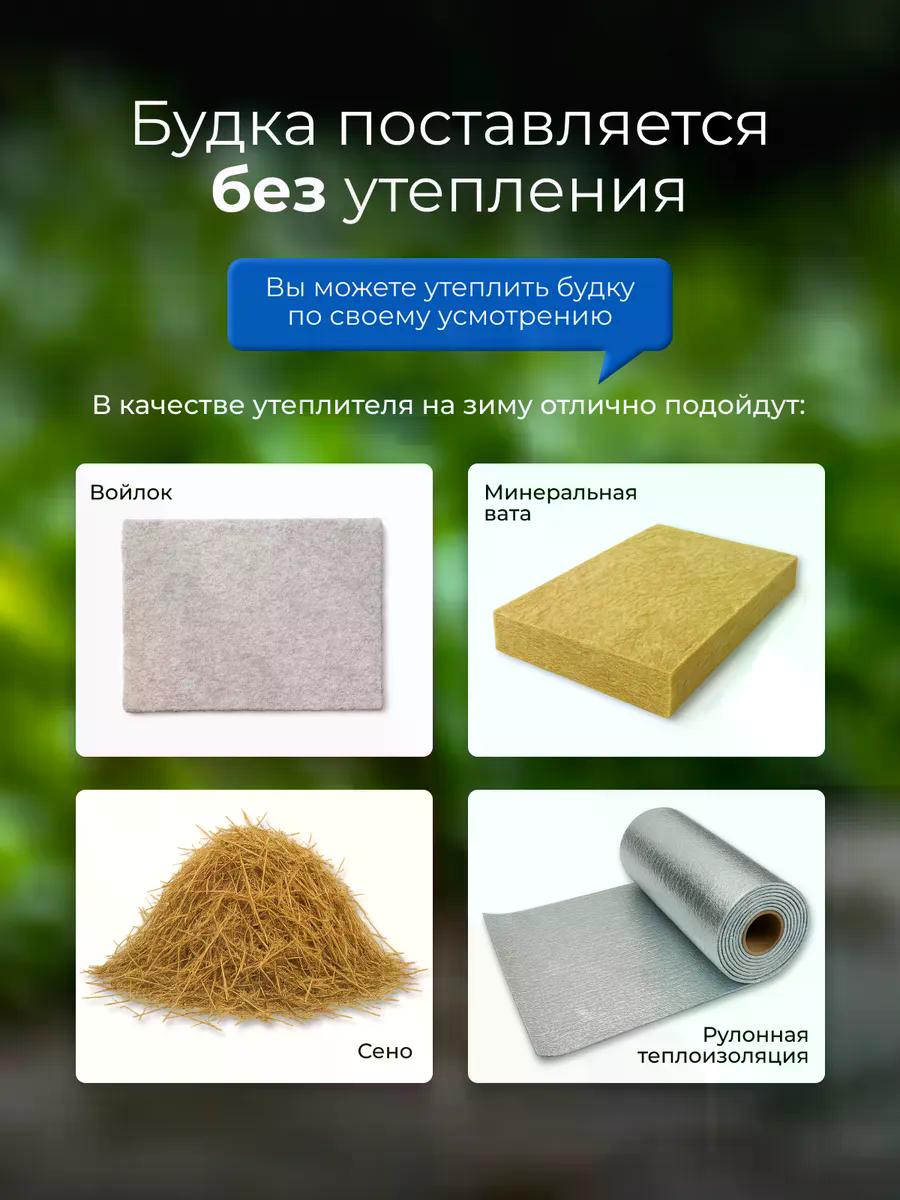 Будка поставляется
без утепления
Вы можете утеплить будку
по своему усмотрению
В качестве утеплителя на зиму отлично подойдут:
Войлок
Минеральная
вата
Сено
Рулонная
теплоизоляция